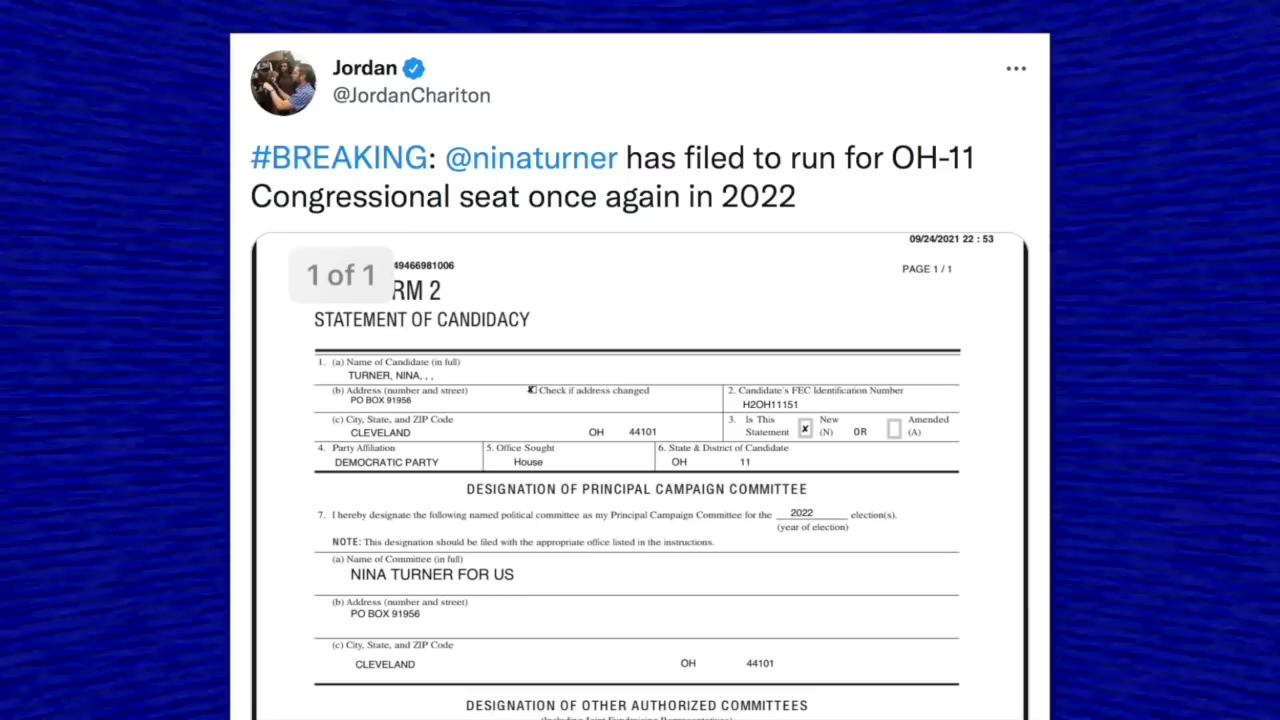 Jordan
@JordanChariton
#BREAKING: @ninaturner has filed to run for OH-11
Congressional seat once again in 2022
09/24/2021 22 : 53
1 of 1
49466981006
PAGE 1 / 1
RM 2
STATEMENT OF CANDIDACY
1. (a) Name of Candidate (in full)
TURNER, NINA, , ,
(b) Address (number and street) Check if address changed 2. Candidate's FEC Identification Number
PO BOX 91956 H2OH11151
(c) City, State, and ZIP Code 3. Is This Statement New (N) OR Amended (A)
CLEVELAND OH 44101
4. Party Affiliation 5. Office Sought 6. State & District of Candidate
DEMOCRATIC PARTY House OH 11
DESIGNATION OF PRINCIPAL CAMPAIGN COMMITTEE
7. I hereby designate the following named political committee as my Principal Campaign Committee for the 2022 election(s).
(year of election)
NOTE: This designation should be filed with the appropriate office listed in the instructions.
(a) Name of Committee (in full)
NINA TURNER FOR US
(b) Address (number and street)
PO BOX 91956
(c) City, State, and ZIP Code
CLEVELAND OH 44101
DESIGNATION OF OTHER AUTHORIZED COMMITTEES
(Including Joint Fundraising Representatives)